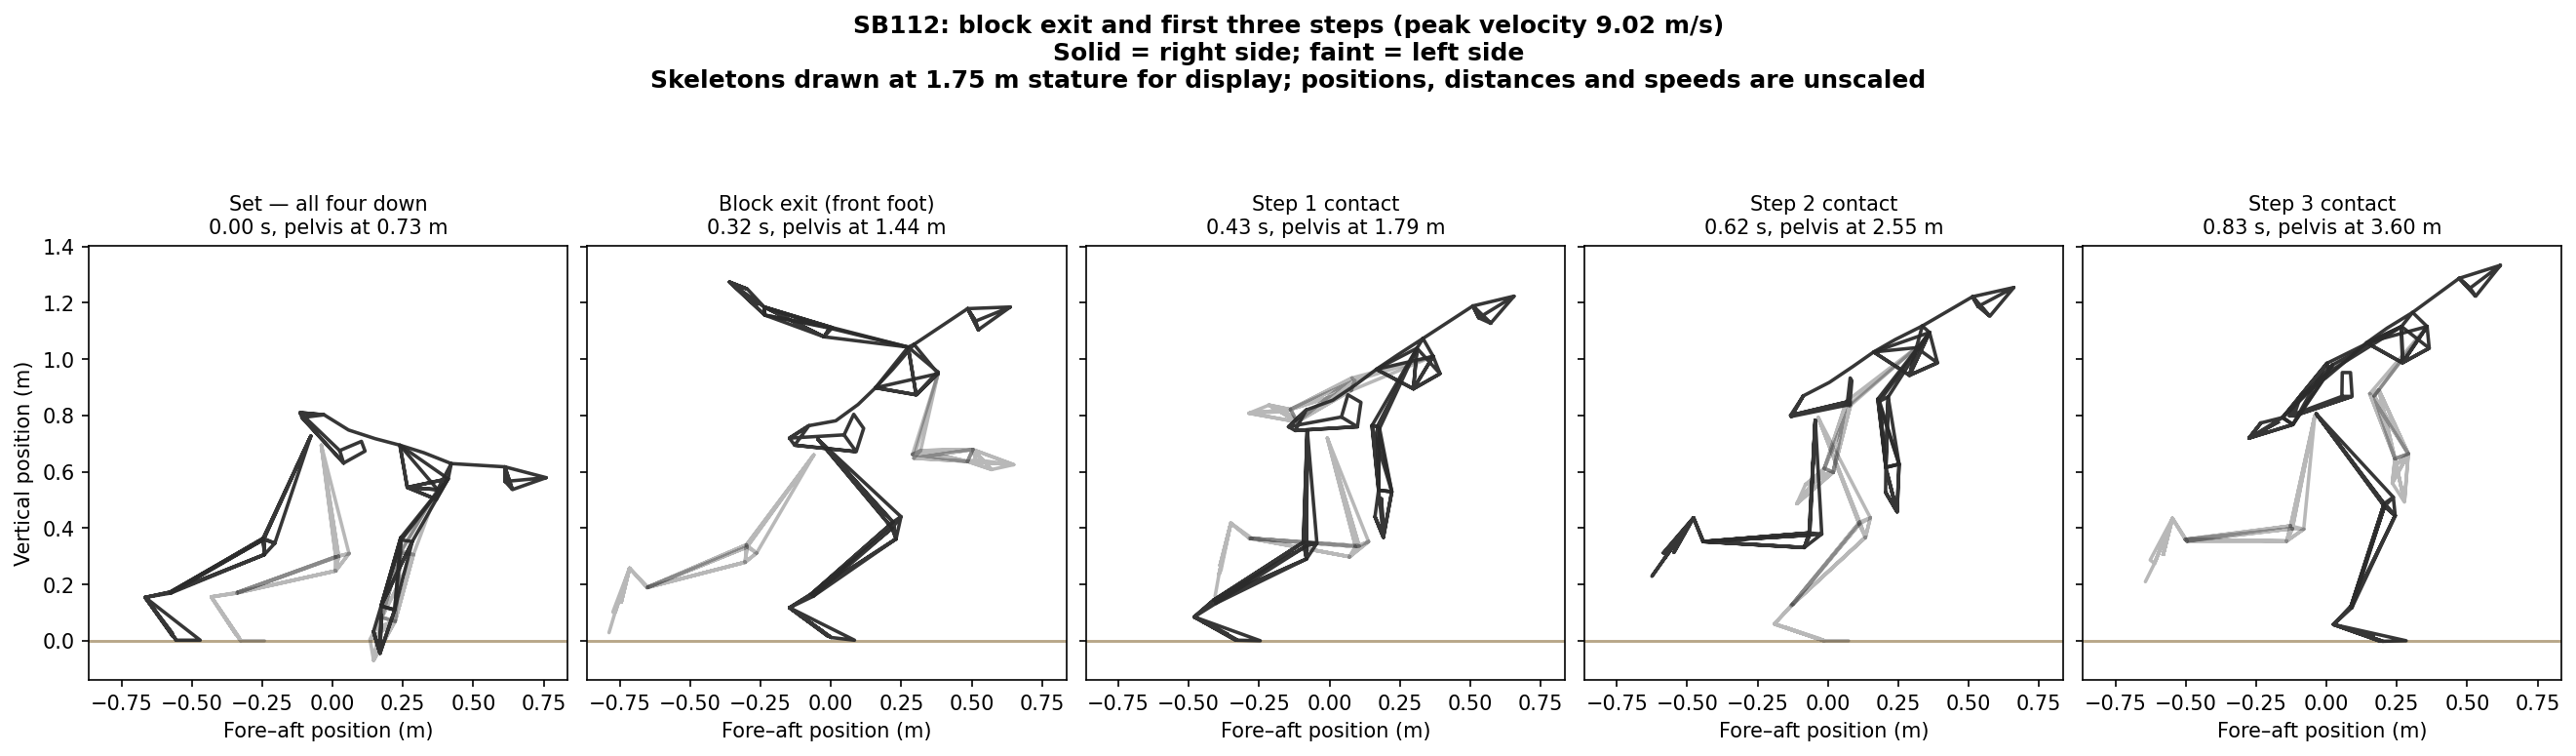 SB112: block exit and first three steps (peak velocity 9.02 m/s)
Solid = right side; faint = left side
Skeletons drawn at 1.75 m stature for display; positions, distances and speeds are unscaled
Set — all four down
0.00 s, pelvis at 0.73 m
Block exit (front foot)
0.32 s, pelvis at 1.44 m
Step 1 contact
0.43 s, pelvis at 1.79 m
Step 2 contact
0.62 s, pelvis at 2.55 m
Step 3 contact
0.83 s, pelvis at 3.60 m
Vertical position (m)
1.4
1.2
1.0
0.8
0.6
0.4
0.2
0.0
−0.75 −0.50 −0.25 0.00 0.25 0.50 0.75
Fore–aft position (m)
−0.75 −0.50 −0.25 0.00 0.25 0.50 0.75
Fore–aft position (m)
−0.75 −0.50 −0.25 0.00 0.25 0.50 0.75
Fore–aft position (m)
−0.75 −0.50 −0.25 0.00 0.25 0.50 0.75
Fore–aft position (m)
−0.75 −0.50 −0.25 0.00 0.25 0.50 0.75
Fore–aft position (m)